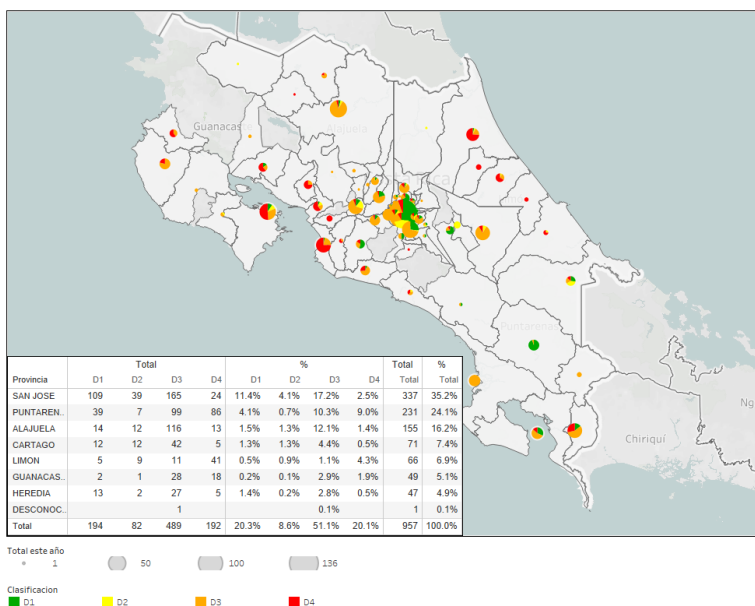 Guanacaste
Alajuela
Puntarenas
Chiriquí
Ng
Total
%
Total
%
Provincia
D1
D2
D3
D4
D1
D2
D3
D4
Total
Total
SAN JOSE 109 39 165 24 11.4% 4.1% 17.2% 2.5% 337 35.2%
PUNTAREN.. 39 7 99 86 4.1% 0.7% 10.3% 9.0% 231 24.1%
ALAJUELA 14 12 116 13 1.5% 1.3% 12.1% 1.4% 155 16.2%
CARTAGO 12 12 42 5 1.3% 1.3% 4.4% 0.5% 71 7.4%
LIMON 5 9 11 41 0.5% 0.9% 1.1% 4.3% 66 6.9%
GUANACAS.. 2 1 28 18 0.2% 0.1% 2.9% 1.9% 49 5.1%
HEREDIA 13 2 27 5 1.4% 0.2% 2.8% 0.5% 47 4.9%
DESCONOC.. 1 0.1% 1 0.1%
Total 194 82 489 192 20.3% 8.6% 51.1% 20.1% 957 100.0%
Total este año
1 50 100 136
Clasificacion
D1 D2 D3 D4